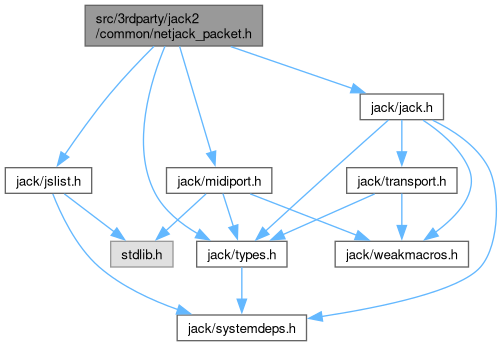 src/3rdparty/jack2
/common/netjack_packet.h
jack/jack.h
jack/jslist.h
jack/midiport.h
jack/transport.h
stdlib.h
jack/types.h
jack/weakmacros.h
jack/systemdeps.h